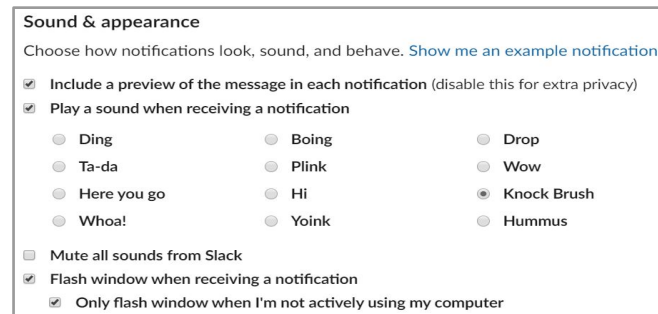 Sound & appearance
Choose how notifications look, sound, and behave. Show me an example notification
Include a preview of the message in each notification (disable this for extra privacy)
Play a sound when receiving a notification
Ding Boing Drop
Ta-da Plink Wow
Here you go Hi Knock Brush
Whoa! Yoink Hummus
Mute all sounds from Slack
Flash window when receiving a notification
Only flash window when I'm not actively using my computer